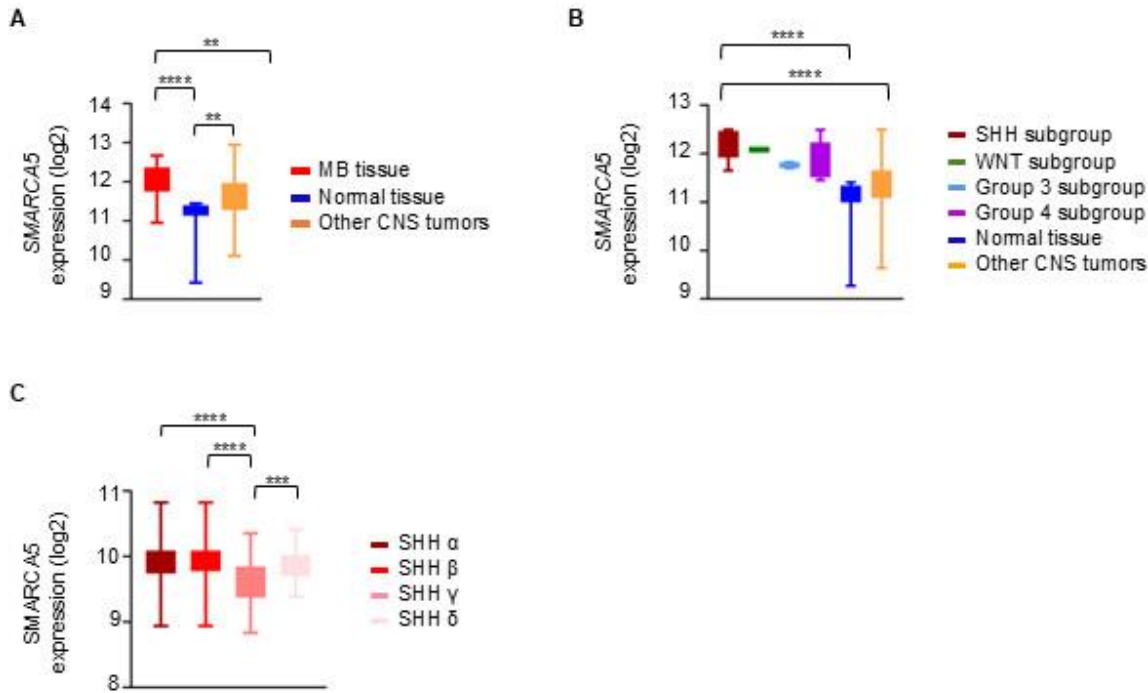 A
**
****
**
SMARCA5
expression (log2)
14
13
12
11
10
9
MB tissue
Normal tissue
Other CNS tumors
B
****
****
SMARCA5
expression (log2)
13
12
11
10
9
SHH subgroup
WNT subgroup
Group 3 subgroup
Group 4 subgroup
Normal tissue
Other CNS tumors
C
****
****
***
SMARCA5
expression (log2)
11
10
9
8
SHH α
SHH β
SHH γ
SHH δ